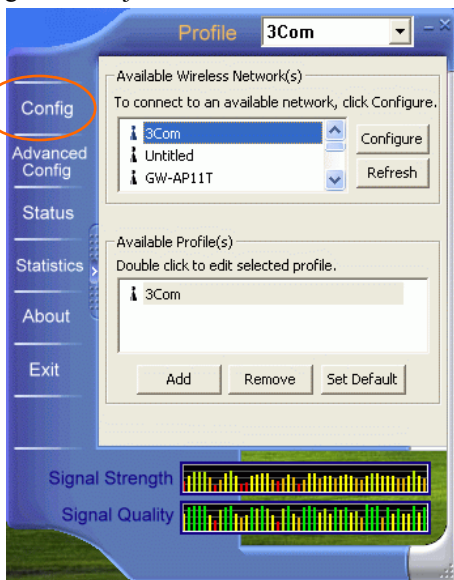 Profile 3Com
Config
Advanced
Config
Status
Statistics
About
Exit
Available Wireless Network(s)
To connect to an available network, click Configure.
3Com
Untitled
GW-AP11T
Configure
Refresh
Available Profile(s)
Double click to edit selected profile.
3Com
Add Remove Set Default
Signal Strength
Signal Quality